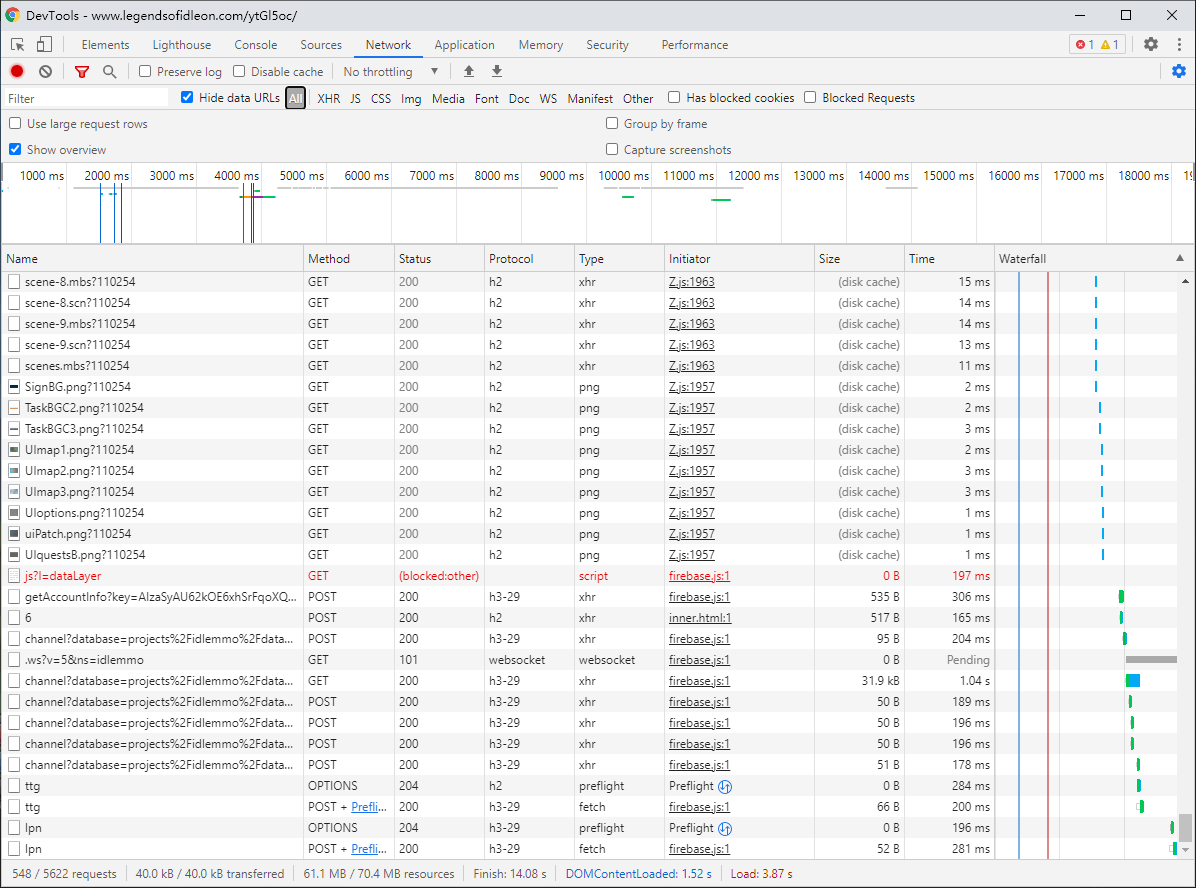 DevTools - www.legendsofidleon.com/ytGl5oc/
Elements Lighthouse Console Sources Network Application Memory Security Performance 1 1
Preserve log Disable cache No throttling
Filter Hide data URLs All XHR JS CSS Img Media Font Doc WS Manifest Other Has blocked cookies Blocked Requests
Use large request rows Group by frame
Show overview Capture screenshots
1000 ms 2000 ms 3000 ms 4000 ms 5000 ms 6000 ms 7000 ms 8000 ms 9000 ms 10000 ms 11000 ms 12000 ms 13000 ms 14000 ms 15000 ms 16000 ms 17000 ms 18000 ms
Name Method Status Protocol Type Initiator Size Time Waterfall
scene-8.mbs?110254 GET 200 h2 xhr Z.js:1963 (disk cache) 15 ms
scene-8.scn?110254 GET 200 h2 xhr Z.js:1963 (disk cache) 14 ms
scene-9.mbs?110254 GET 200 h2 xhr Z.js:1963 (disk cache) 14 ms
scene-9.scn?110254 GET 200 h2 xhr Z.js:1963 (disk cache) 13 ms
scenes.mbs?110254 GET 200 h2 xhr Z.js:1963 (disk cache) 11 ms
SignBG.png?110254 GET 200 h2 png Z.js:1957 (disk cache) 2 ms
TaskBGC2.png?110254 GET 200 h2 png Z.js:1957 (disk cache) 2 ms
TaskBGC3.png?110254 GET 200 h2 png Z.js:1957 (disk cache) 3 ms
UImap1.png?110254 GET 200 h2 png Z.js:1957 (disk cache) 2 ms
UImap2.png?110254 GET 200 h2 png Z.js:1957 (disk cache) 3 ms
UImap3.png?110254 GET 200 h2 png Z.js:1957 (disk cache) 3 ms
UIoptions.png?110254 GET 200 h2 png Z.js:1957 (disk cache) 1 ms
uiPatch.png?110254 GET 200 h2 png Z.js:1957 (disk cache) 1 ms
UIquestsB.png?110254 GET 200 h2 png Z.js:1957 (disk cache) 1 ms
js?l=dataLayer GET (blocked:other) script firebase.js:1 0 B 197 ms
getAccountInfo?key=AIzaSyAU62kOE6xhSrFqoXQ... POST 200 h3-29 xhr firebase.js:1 535 B 306 ms
6 POST 200 h2 xhr inner.html:1 517 B 165 ms
channel?database=projects%2Fidlemmo%2Fdata... POST 200 h3-29 xhr firebase.js:1 95 B 204 ms
.ws?v=5&ns=idlemmo GET 101 websocket websocket firebase.js:1 0 B Pending
channel?database=projects%2Fidlemmo%2Fdata... GET 200 h3-29 xhr firebase.js:1 31.9 kB 1.04 s
channel?database=projects%2Fidlemmo%2Fdata... POST 200 h3-29 xhr firebase.js:1 50 B 189 ms
channel?database=projects%2Fidlemmo%2Fdata... POST 200 h3-29 xhr firebase.js:1 50 B 196 ms
channel?database=projects%2Fidlemmo%2Fdata... POST 200 h3-29 xhr firebase.js:1 50 B 196 ms
channel?database=projects%2Fidlemmo%2Fdata... POST 200 h3-29 xhr firebase.js:1 51 B 178 ms
ttg OPTIONS 204 h2 preflight Preflight 0 B 284 ms
ttg POST + Prefli... 200 h3-29 fetch firebase.js:1 66 B 200 ms
lpn OPTIONS 204 h3-29 preflight Preflight 0 B 196 ms
lpn POST + Prefli... 200 h3-29 fetch firebase.js:1 52 B 281 ms
548 / 5622 requests 40.0 kB / 40.0 kB transferred 61.1 MB / 70.4 MB resources Finish: 14.08 s DOMContentLoaded: 1.52 s Load: 3.87 s